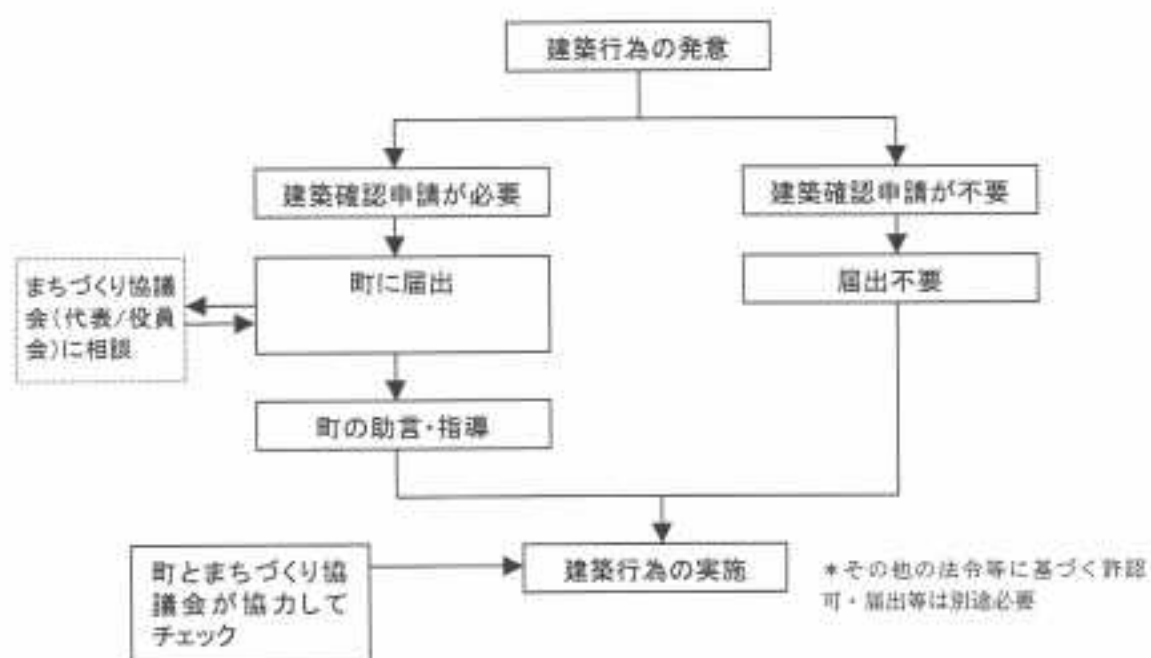 建築行為の発意
建築確認申請が必要
建築確認申請が不要
まちづくり協議
会(代表/役員
会)に相談
町に届出
届出不要
町の助言・指導
町とまちづくり協
議会が協力して
チェック
建築行為の実施
＊その他の法令等に基づく許認
可・届出等は別途必要